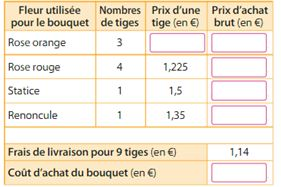 Fleur utilisée pour le bouquet Nombres de tiges Prix d'une tige (en €) Prix d'achat brut (en €)
Rose orange 3
Rose rouge 4 1,225
Statice 1 1,5
Renoncule 1 1,35
Frais de livraison pour 9 tiges (en €) 1,14
Coût d'achat du bouquet (en €)